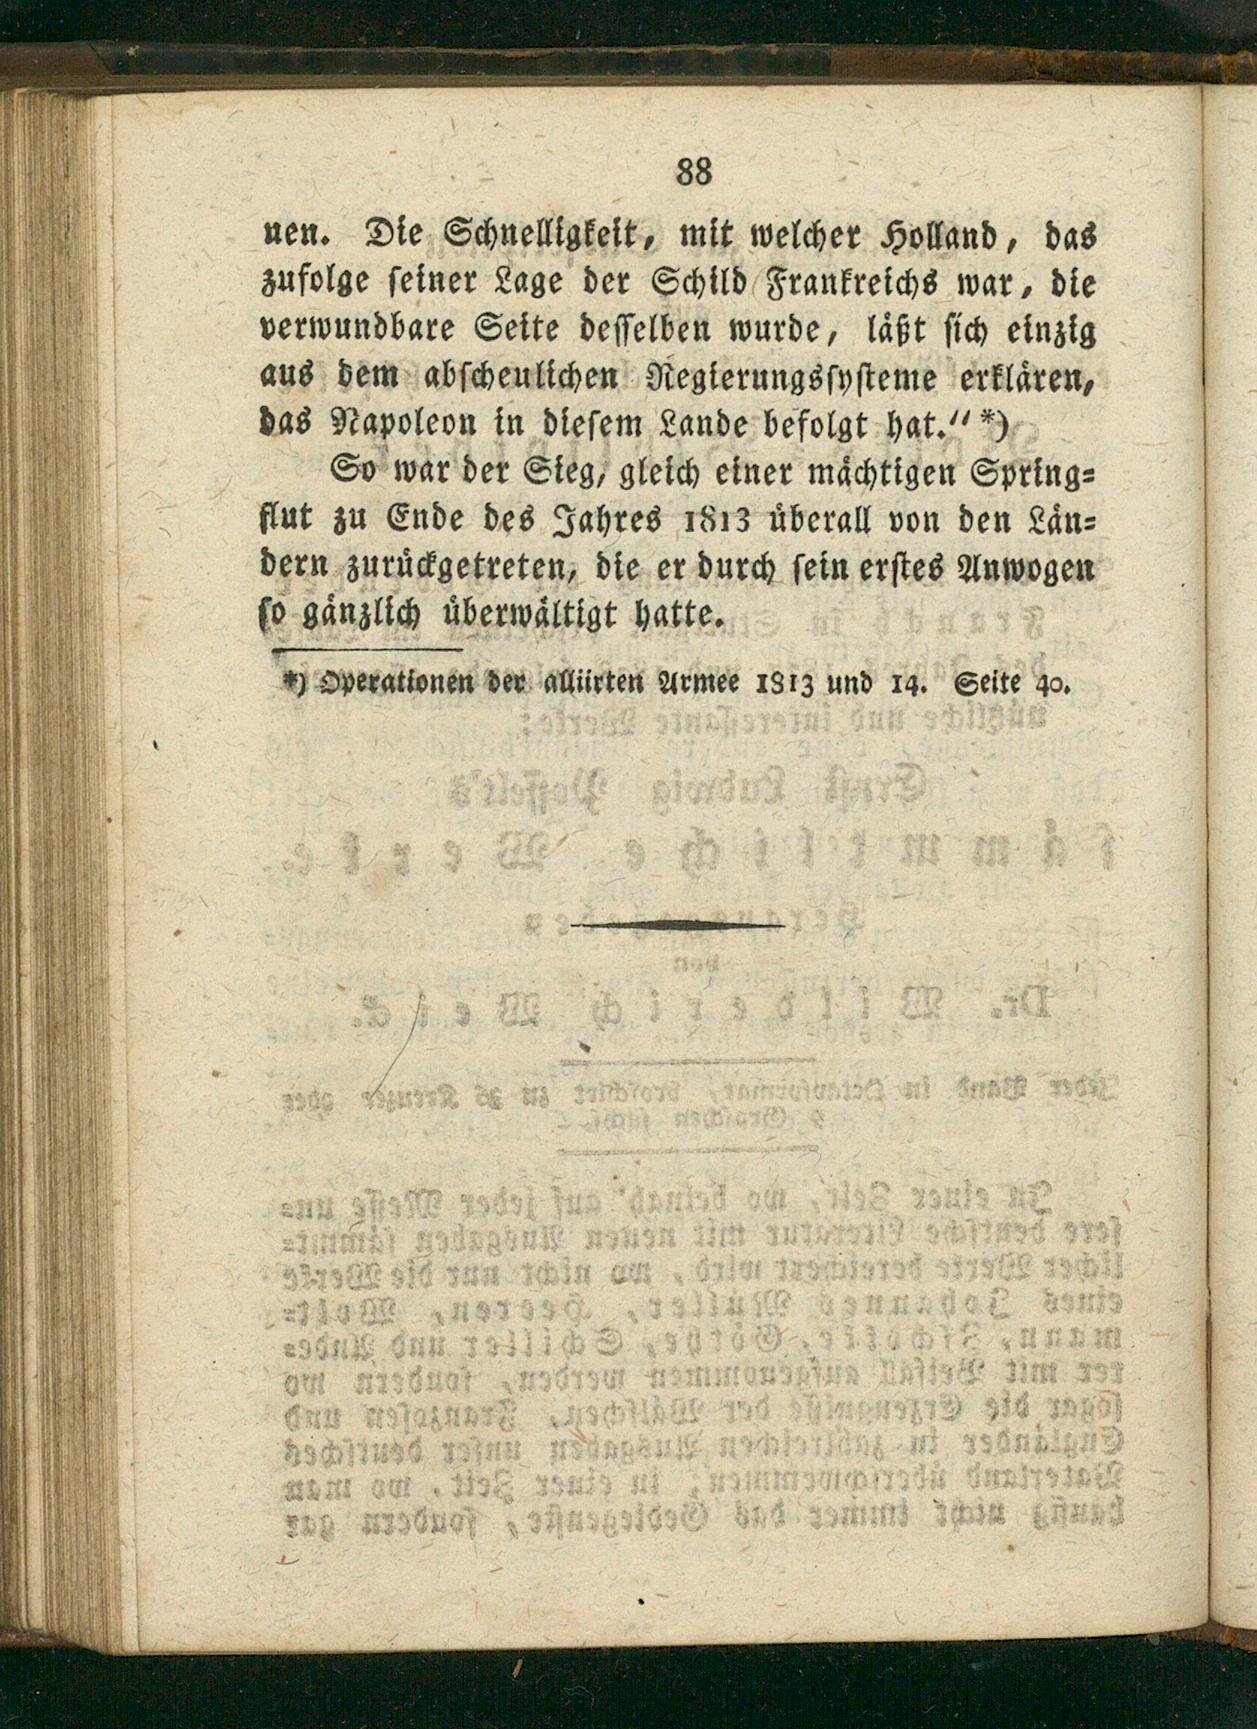 88
nen. Die Schnelligkeit, mit welcher Holland, das
zufolge ſeiner Lage der Schild Frankreichs war, die
verwundbare Seite deſſelben wurde, läßt ſich einzig
aus dem abſcheulichen Regierungsſyſteme erklären,
das Napoleon in dieſem Lande befolgt hat.“ *)
So war der Sieg, gleich einer mächtigen Spring⸗
flut zu Ende des Jahres 1813 überall von den Län⸗
dern zurückgetreten, die er durch ſein erſtes Anwogen
ſo gänzlich überwältigt hatte.
*) Operationen der alliirten Armee 1813 und 14. Seite 40.